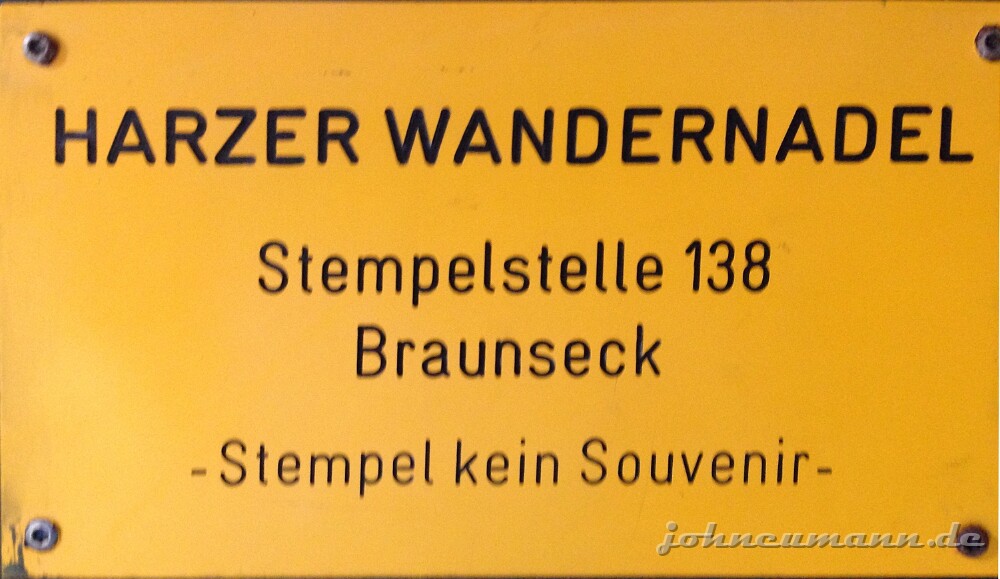 HARZER WANDERNADEL
Stempelstelle 138
Braunseck
-Stempel kein Souvenir-
johneumann.de